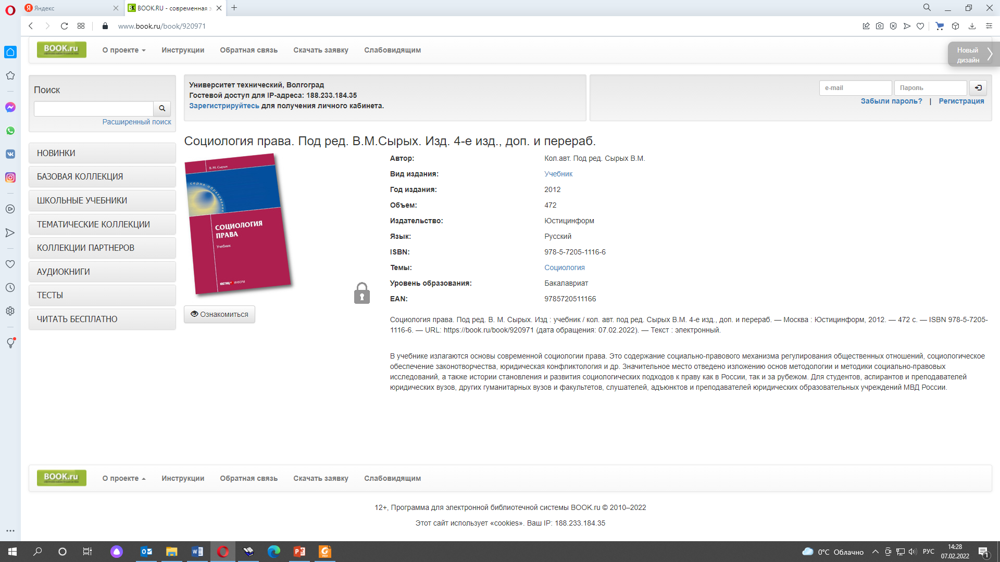 Яндекс
BOOK.RU - современная э
www.book.ru/book/920971
BOOK.ru
О проекте
Инструкции
Обратная связь
Скачать заявку
Слабовидящим
Новый
дизайн
Поиск
Расширенный поиск
Университет технический, Волгоград
Гостевой доступ для IP-адреса: 188.233.184.35
Зарегистрируйтесь для получения личного кабинета.
e-mail
Пароль
Забыли пароль? | Регистрация
НОВИНКИ
БАЗОВАЯ КОЛЛЕКЦИЯ
ШКОЛЬНЫЕ УЧЕБНИКИ
ТЕМАТИЧЕСКИЕ КОЛЛЕКЦИИ
КОЛЛЕКЦИИ ПАРТНЕРОВ
АУДИОКНИГИ
ТЕСТЫ
ЧИТАТЬ БЕСПЛАТНО
Социология права. Под ред. В.М.Сырых. Изд. 4-е изд., доп. и перераб.
В.М. Сырых
серия образование
СОЦИОЛОГИЯ
ПРАВА
Учебник
ЮСТИЦ ИНФОРМ
Ознакомиться
Автор: Кол.авт. Под ред. Сырых В.М.
Вид издания: Учебник
Год издания: 2012
Объем: 472
Издательство: Юстицинформ
Язык: Русский
ISBN: 978-5-7205-1116-6
Темы: Социология
Уровень образования: Бакалавриат
EAN: 9785720511166
Социология права. Под ред. В. М. Сырых. Изд : учебник / кол. авт. под ред. Сырых В.М. 4-е изд., доп. и перераб. — Москва : Юстицинформ, 2012. — 472 с. — ISBN 978-5-7205-
1116-6. — URL: https://book.ru/book/920971 (дата обращения: 07.02.2022). — Текст : электронный.
В учебнике излагаются основы современной социологии права. Это содержание социально-правового механизма регулирования общественных отношений, социологическое
обеспечение законотворчества, юридическая конфликтология и др. Значительное место отведено изложению основ методологии и методики социально-правовых
исследований, а также истории становления и развития социологических подходов к праву как в России, так и за рубежом. Для студентов, аспирантов и преподавателей
юридических вузов, других гуманитарных вузов и факультетов, слушателей, адъюнктов и преподавателей юридических образовательных учреждений МВД России.
BOOK.ru
О проекте
Инструкции
Обратная связь
Скачать заявку
Слабовидящим
12+, Программа для электронной библиотечной системы BOOK.ru © 2010–2022
Этот сайт использует «cookies». Ваш IP: 188.233.184.35
0°C Облачно
РУС
14:28
07.02.2022
1